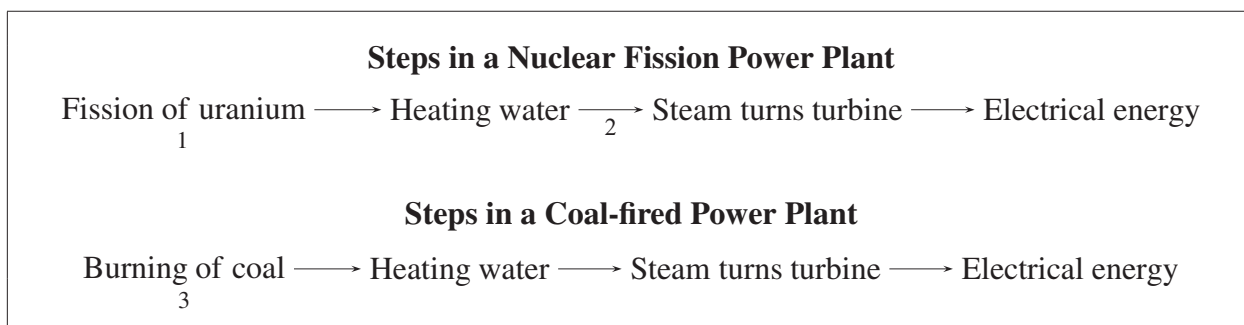 Steps in a Nuclear Fission Power Plant
Fission of uranium Heating water Steam turns turbine Electrical energy
1 2
Steps in a Coal-fired Power Plant
Burning of coal Heating water Steam turns turbine Electrical energy
3